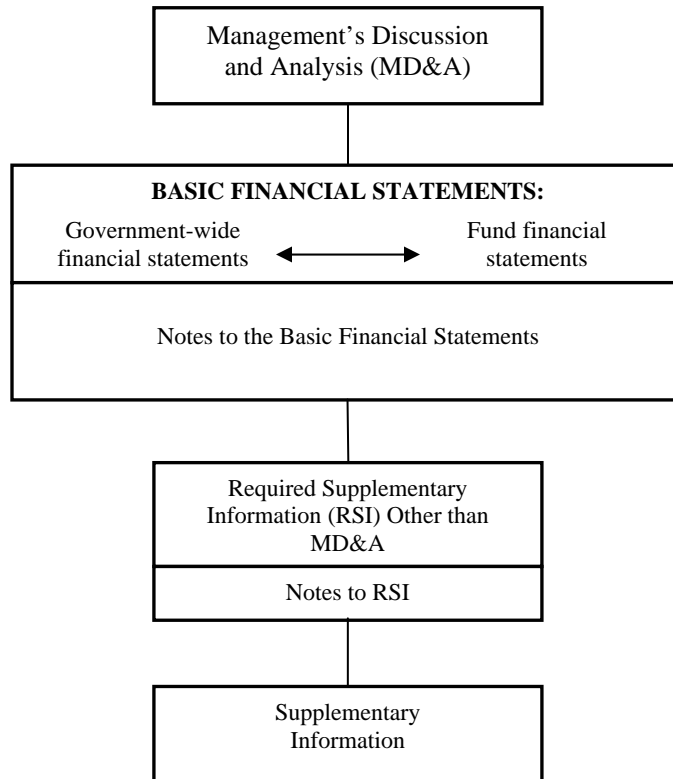 Management’s Discussion
and Analysis (MD&A)
BASIC FINANCIAL STATEMENTS:
Government-wide
financial statements
Fund financial
statements
Notes to the Basic Financial Statements
Required Supplementary
Information (RSI) Other than
MD&A
Notes to RSI
Supplementary
Information